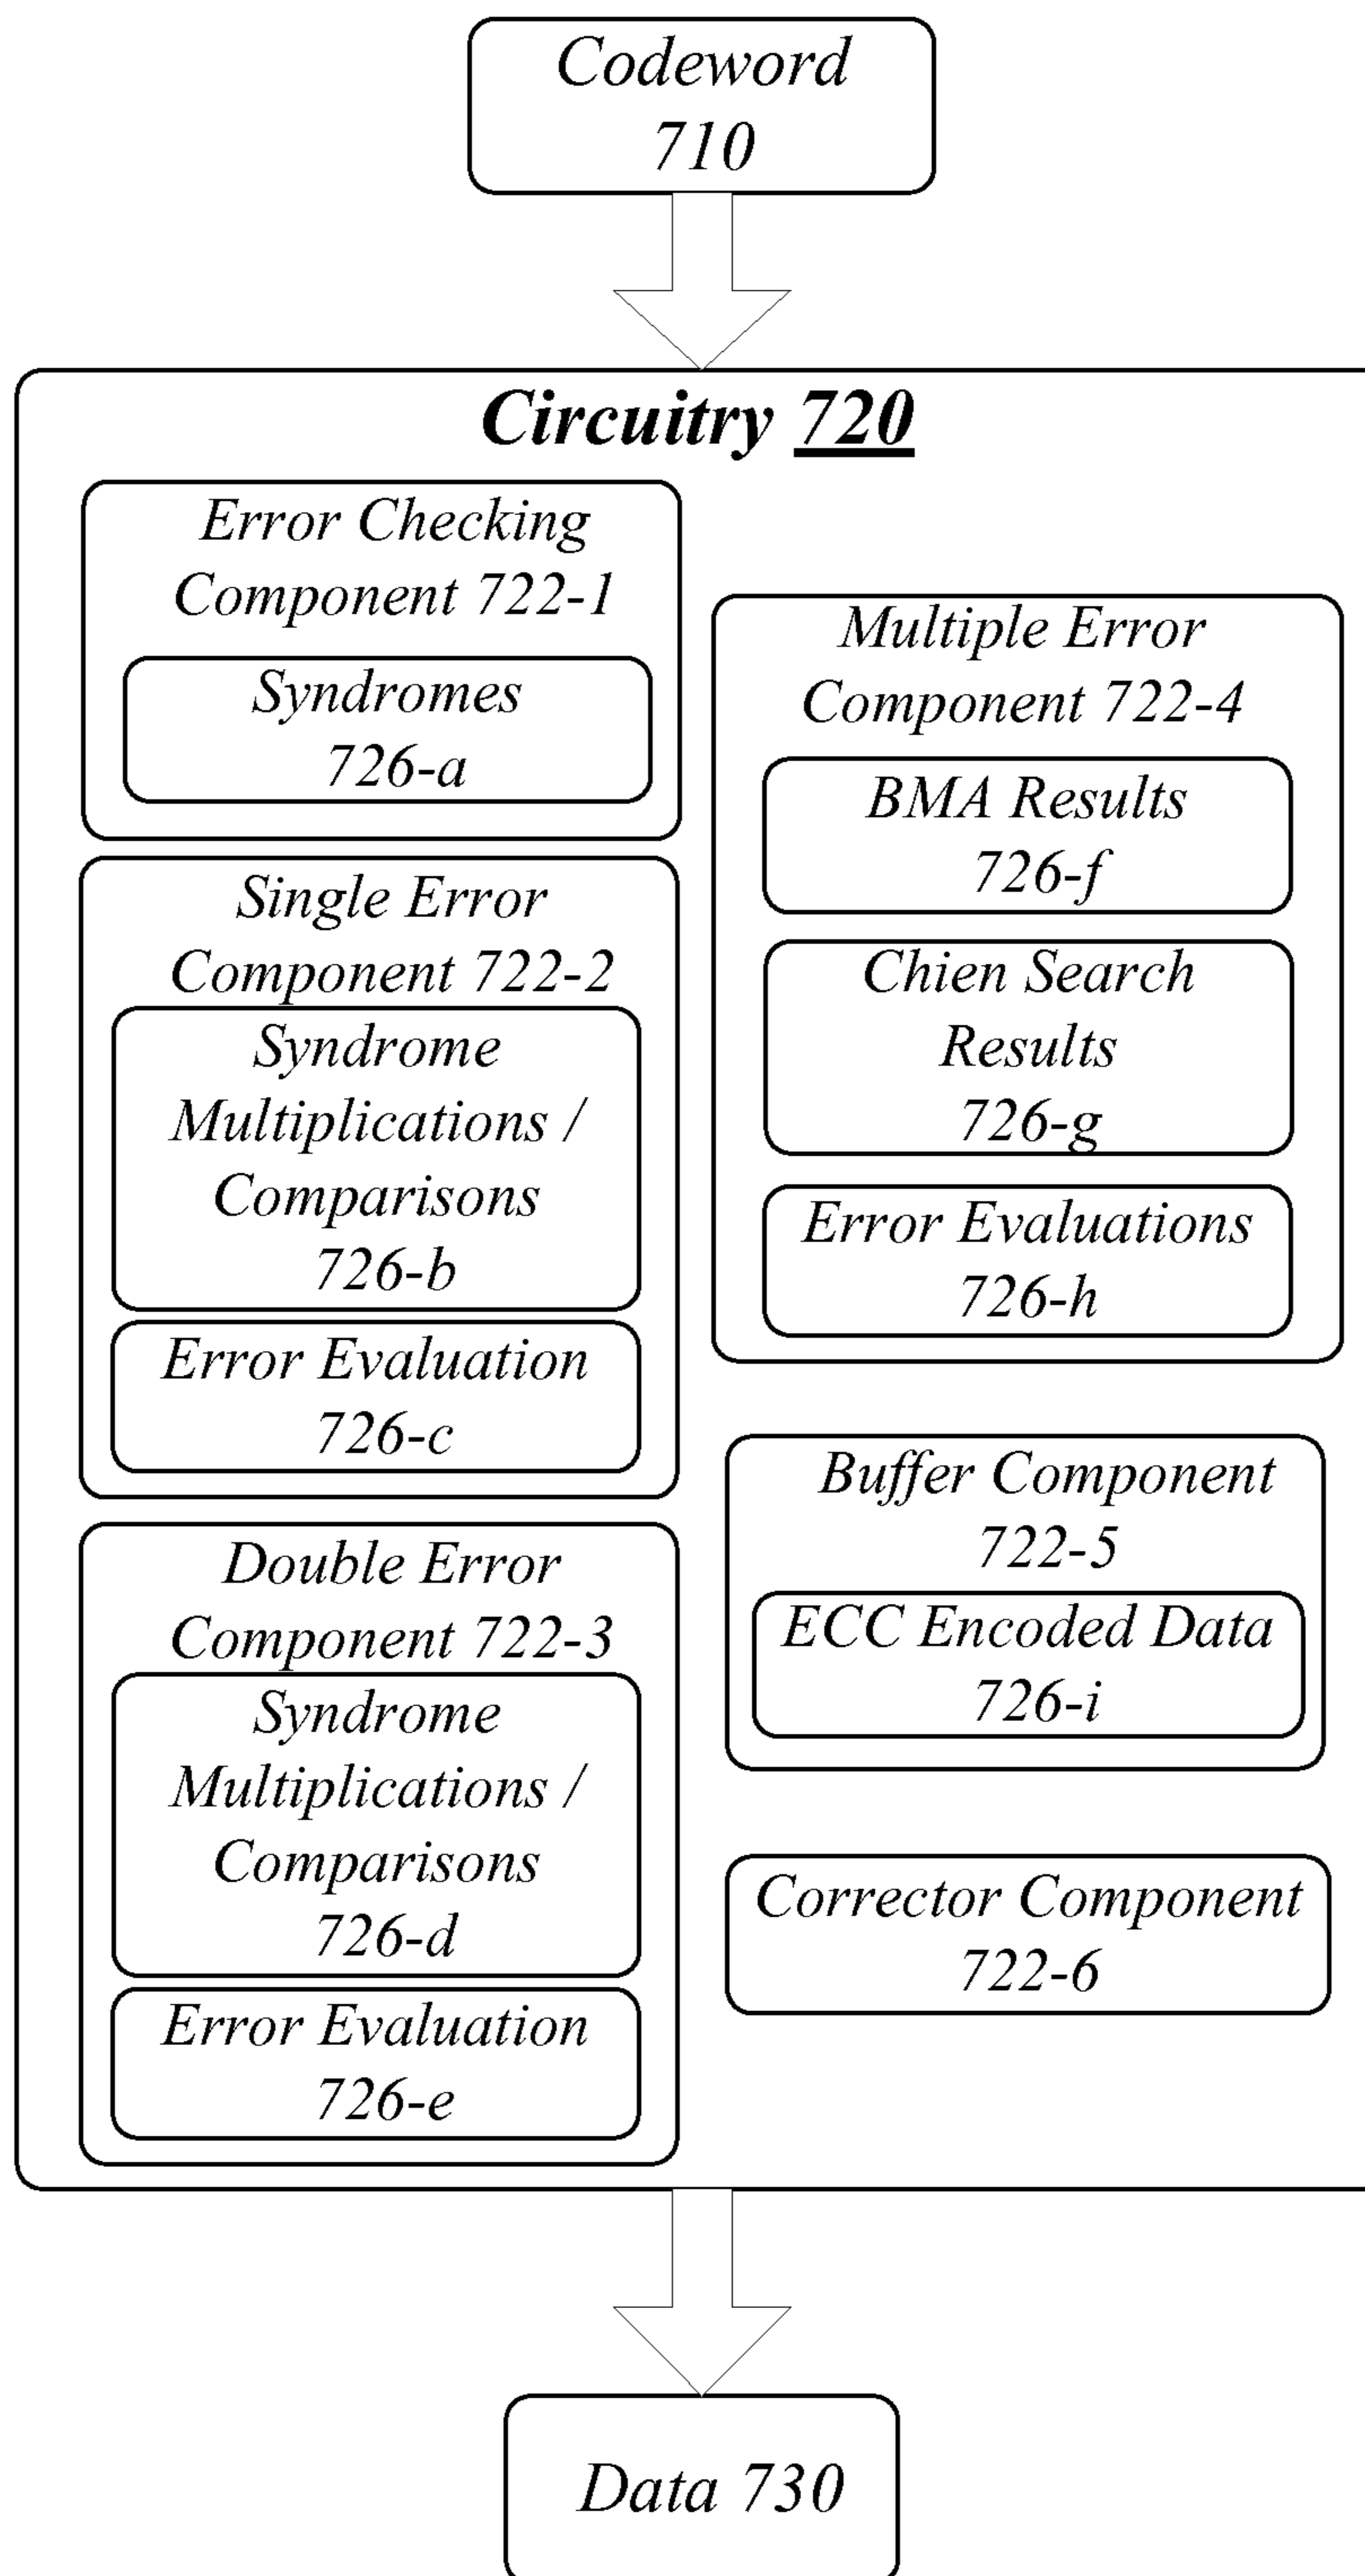 Codeword
710
Circuitry 720
Error Checking
Component 722-1
Syndromes
726-a
Single Error
Component 722-2
Syndrome
Multiplications /
Comparisons
726-b
Error Evaluation
726-c
Double Error
Component 722-3
Syndrome
Multiplications /
Comparisons
726-d
Error Evaluation
726-e
Multiple Error
Component 722-4
BMA Results
726-f
Chien Search
Results
726-g
Error Evaluations
726-h
Buffer Component
722-5
ECC Encoded Data
726-i
Corrector Component
722-6
Data 730